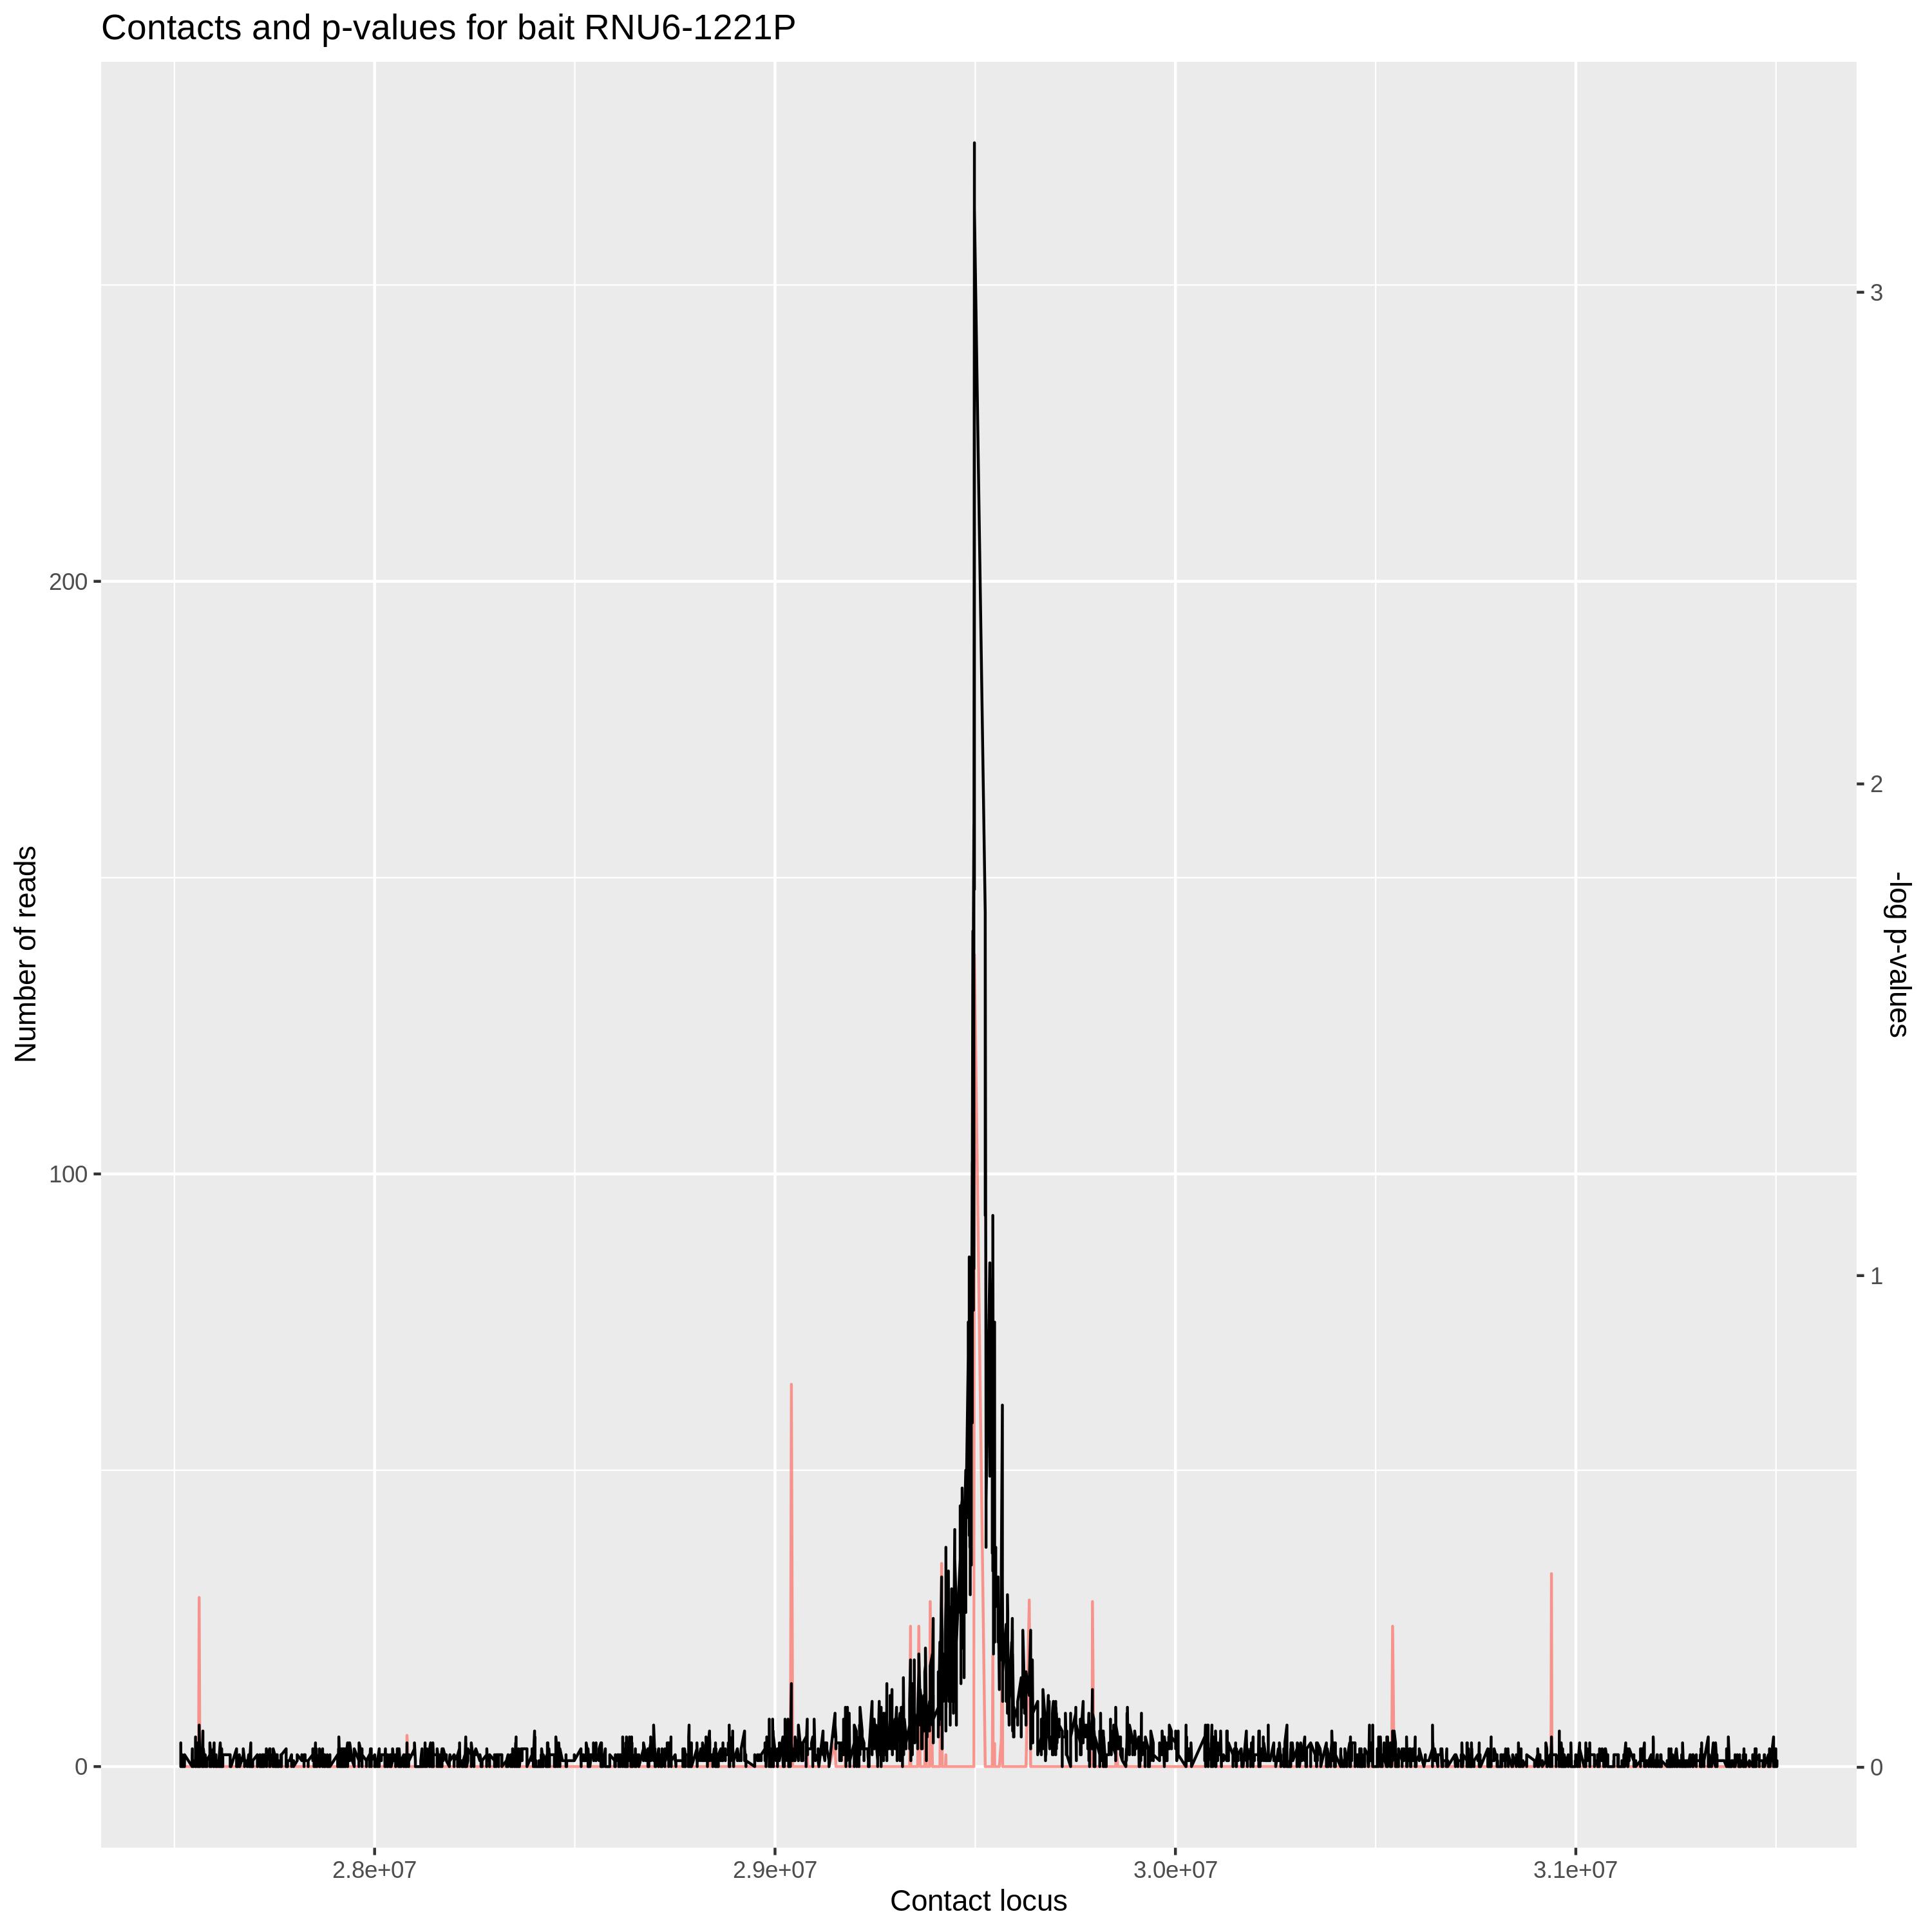 Contacts and p-values for bait RNU6-1221P
Number of reads
200
100
0
3
2
1
0
-log p-values
2.8e+07
2.9e+07
3.0e+07
3.1e+07
Contact locus